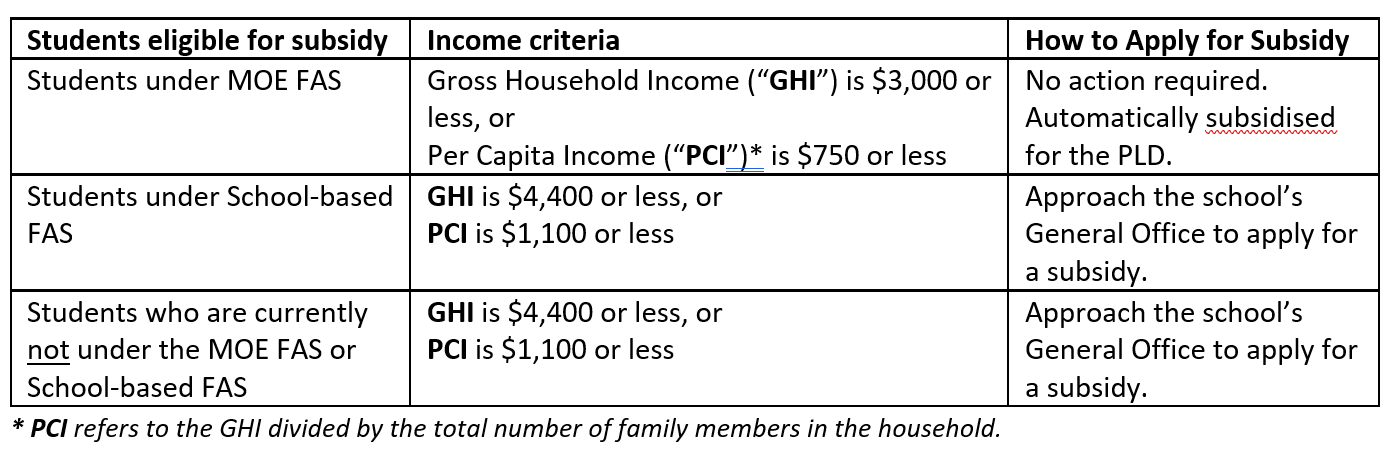 Students eligible for subsidy
Income criteria
How to Apply for Subsidy
Students under MOE FAS
Gross Household Income (“GHI”) is $3,000 or
less, or
Per Capita Income (“PCI”)* is $750 or less
No action required.
Automatically subsidised
for the PLD.
Students under School-based
FAS
GHI is $4,400 or less, or
PCI is $1,100 or less
Approach the school’s
General Office to apply for
a subsidy.
Students who are currently
not under the MOE FAS or
School-based FAS
GHI is $4,400 or less, or
PCI is $1,100 or less
Approach the school’s
General Office to apply for
a subsidy.
* PCI refers to the GHI divided by the total number of family members in the household.